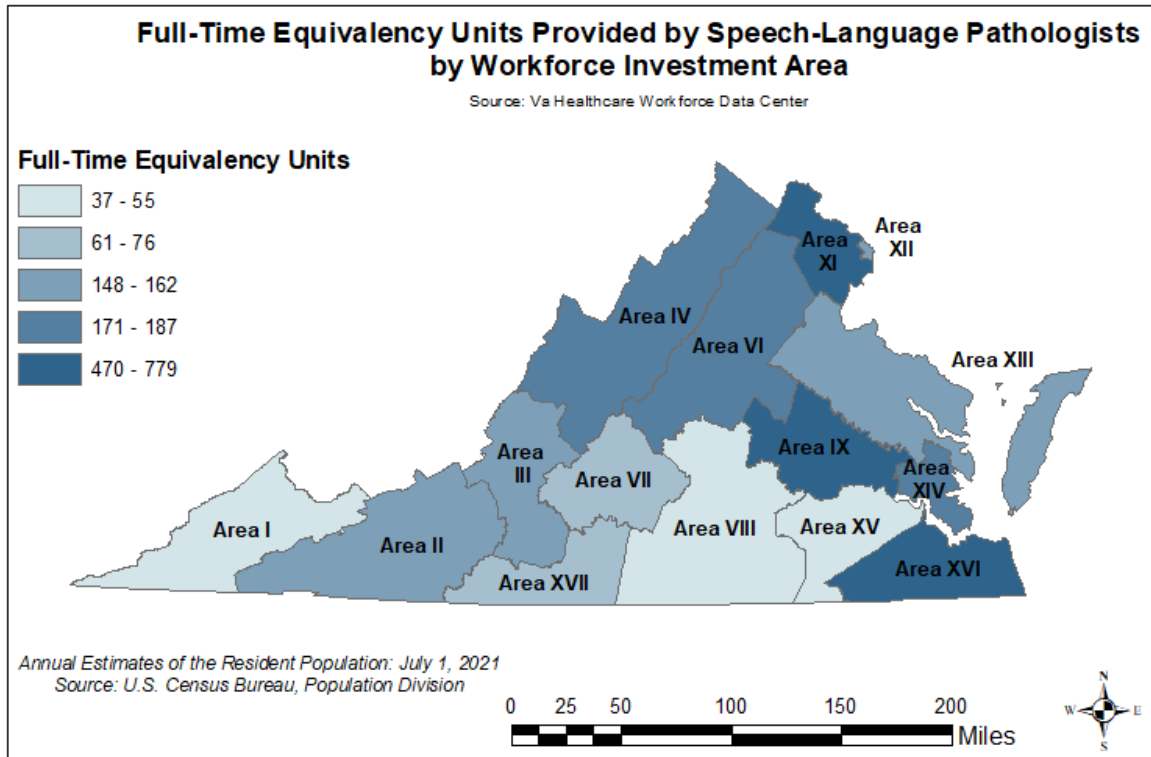 Full-Time Equivalency Units Provided by Speech-Language Pathologists
by Workforce Investment Area
Source: Va Healthcare Workforce Data Center
Full-Time Equivalency Units
37 - 55
61 - 76
148 - 162
171 - 187
470 - 779
Area
XII
Area
XI
Area IV
Area VI
Area XIII
Area
III
Area IX
Area VII
Area
XIV
Area I
Area II
Area VIII
Area XV
Area XVII
Area XVI
Annual Estimates of the Resident Population: July 1, 2021
Source: U.S. Census Bureau, Population Division
0 25 50 100 150 200
Miles
N
W E
S